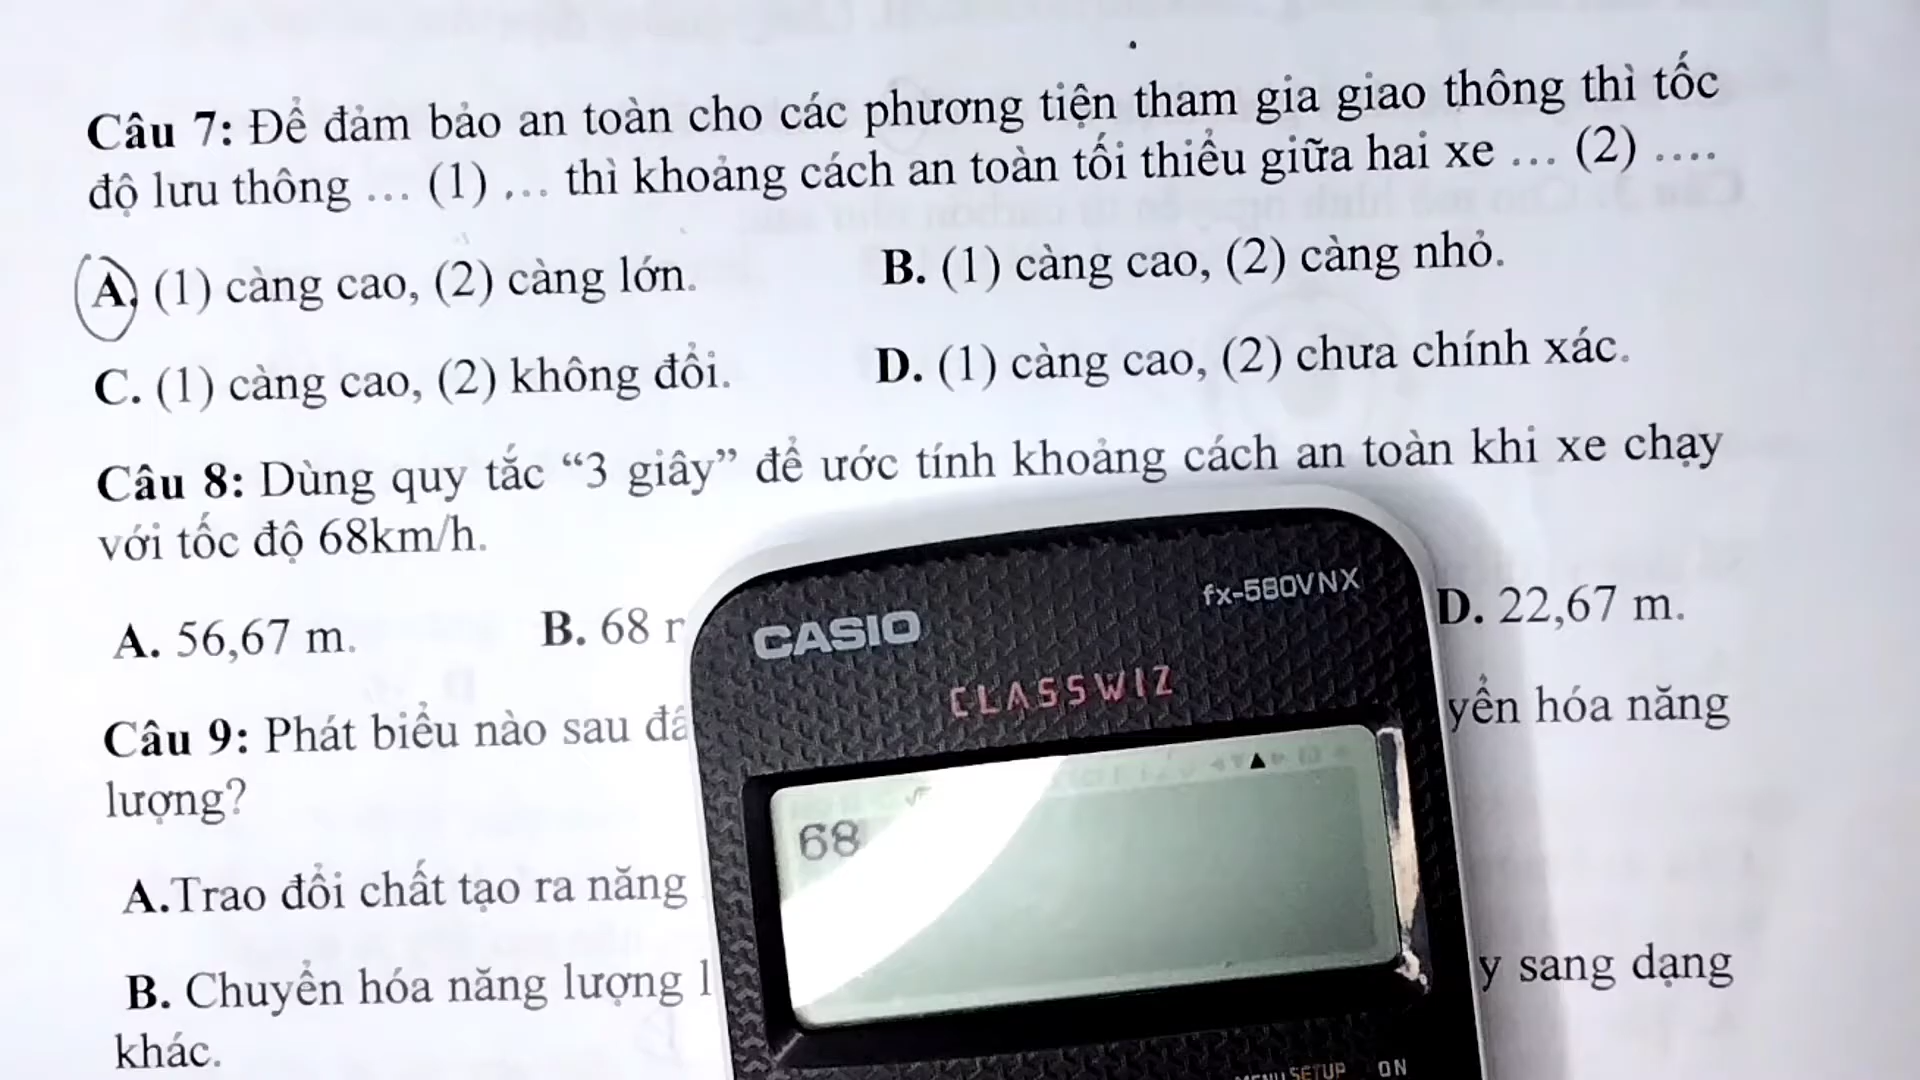 Câu 7: Để đảm bảo an toàn cho các phương tiện tham gia giao thông thì tốc
độ lưu thông ... (1) ... thì khoảng cách an toàn tối thiểu giữa hai xe ... (2) ....
A. (1) càng cao, (2) càng lớn. B. (1) càng cao, (2) càng nhỏ.
C. (1) càng cao, (2) không đổi. D. (1) càng cao, (2) chưa chính xác.
Câu 8: Dùng quy tắc “3 giây” để ước tính khoảng cách an toàn khi xe chạy
với tốc độ 68km/h.
A. 56,67 m. B. 68 D. 22,67 m.
Câu 9: Phát biểu nào sau yển hóa năng
lượng?
A.Trao đổi chất tạo ra năng
B. Chuyển hóa năng lượng y sang dạng
khác.
CASIO fx-580VNX
CLASSWIZ
68
SETUP ON